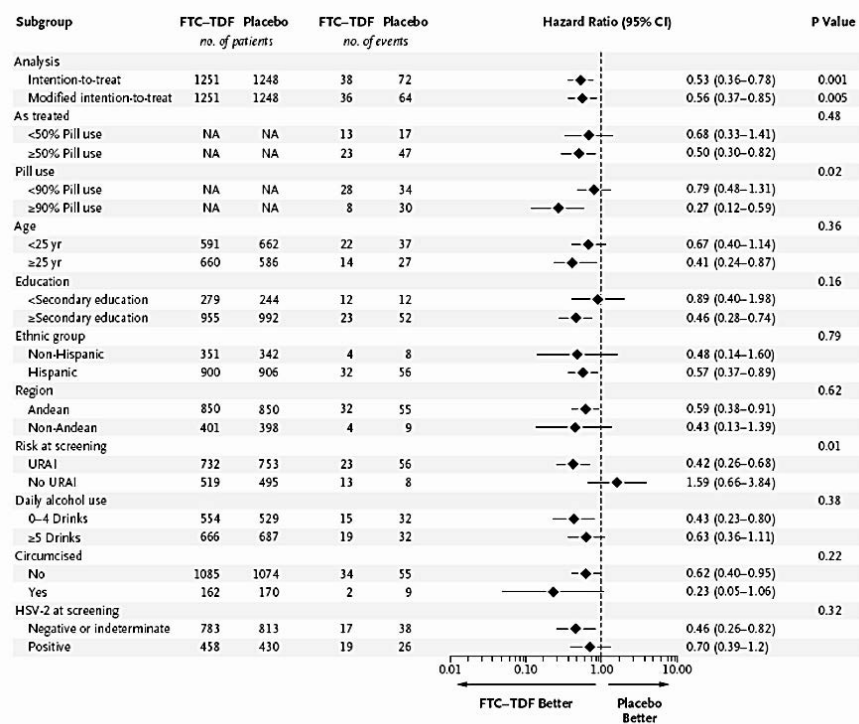 Subgroup FTC–TDF Placebo FTC–TDF Placebo Hazard Ratio (95% CI) P Value
no. of patients no. of events
Analysis
Intention-to-treat 1251 1248 38 72 0.53 (0.36–0.78) 0.001
Modified intention-to-treat 1251 1248 36 64 0.56 (0.37–0.85) 0.005
As treated 0.48
<50% Pill use NA NA 13 17 0.68 (0.33–1.41)
≥50% Pill use NA NA 23 47 0.50 (0.30–0.82)
Pill use 0.02
<90% Pill use NA NA 28 34 0.79 (0.48–1.31)
≥90% Pill use NA NA 8 30 0.27 (0.12–0.59)
Age 0.36
<25 yr 591 662 22 37 0.67 (0.40–1.14)
≥25 yr 660 586 14 27 0.41 (0.24–0.87)
Education 0.16
<Secondary education 279 244 12 12 0.89 (0.40–1.98)
≥Secondary education 955 992 23 52 0.46 (0.28–0.74)
Ethnic group 0.79
Non-Hispanic 351 342 4 8 0.48 (0.14–1.60)
Hispanic 900 906 32 56 0.57 (0.37–0.89)
Region 0.62
Andean 850 850 32 55 0.59 (0.38–0.91)
Non-Andean 401 398 4 9 0.43 (0.13–1.39)
Risk at screening 0.01
URAI 732 753 23 56 0.42 (0.26–0.68)
No URAI 519 495 13 8 1.59 (0.66–3.84)
Daily alcohol use 0.38
0–4 Drinks 554 529 15 32 0.43 (0.23–0.80)
≥5 Drinks 666 687 19 32 0.63 (0.36–1.11)
Circumcised 0.22
No 1085 1074 34 55 0.62 (0.40–0.95)
Yes 162 170 2 9 0.23 (0.05–1.06)
HSV-2 at screening 0.32
Negative or indeterminate 783 813 17 38 0.46 (0.26–0.82)
Positive 458 430 19 26 0.70 (0.39–1.2)
0.01 0.10 1.00 10.00
FTC–TDF Better Placebo
Better